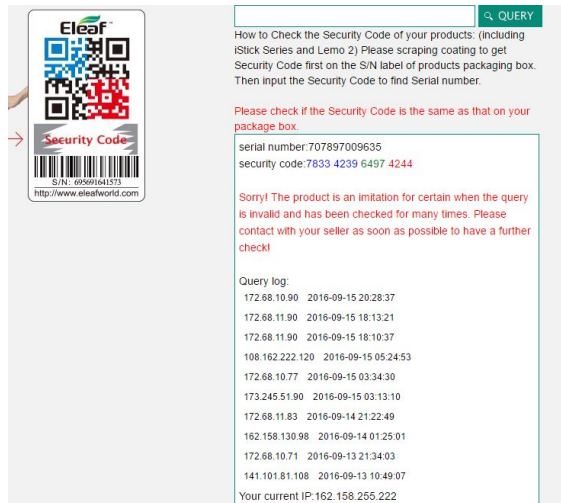 Eleaf
Security Code
S/N: 695691641573
http://www.eleafworld.com
QUERY
How to Check the Security Code of your products: (including
iStick Series and Lemo 2) Please scraping coating to get
Security Code first on the S/N label of products packaging box.
Then input the Security Code to find Serial number.
Please check if the Security Code is the same as that on your
package box.
serial number:707897009635
security code:7833 4239 6497 4244
Sorry! The product is an imitation for certain when the query
is invalid and has been checked for many times. Please
contact with your seller as soon as possible to have a further
check!
Query log:
172.68.10.90 2016-09-15 20:28:37
172.68.11.90 2016-09-15 18:13:21
172.68.11.90 2016-09-15 18:10:37
108.162.222.120 2016-09-15 05:24:53
172.68.10.77 2016-09-15 03:34:30
173.245.51.90 2016-09-15 03:13:10
172.68.11.83 2016-09-14 21:22:49
162.158.130.98 2016-09-14 01:25:01
172.68.10.71 2016-09-13 21:34:03
141.101.81.108 2016-09-13 10:49:07
Your current IP:162.158.255.222